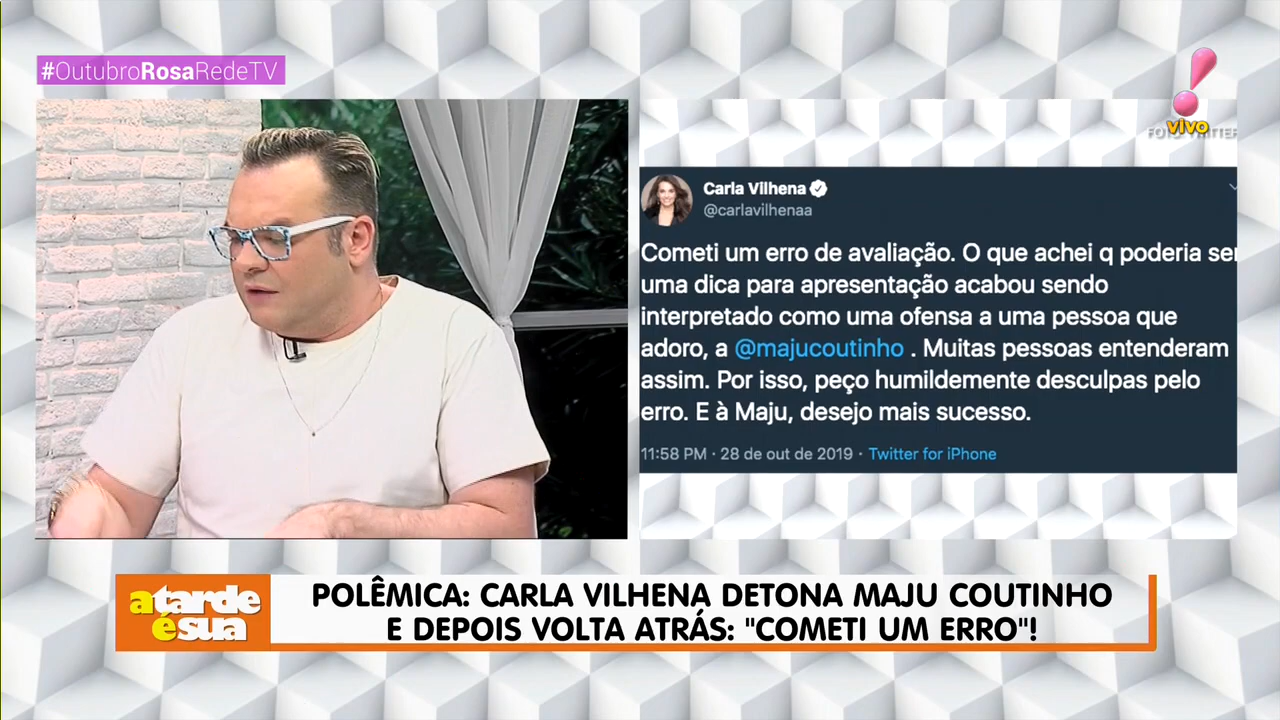 #OutubroRosaRedeTV
vivo
FOTO: TWITTER
Carla Vilhena
@carlavilhenaa
Cometi um erro de avaliação. O que achei q poderia ser
uma dica para apresentação acabou sendo
interpretado como uma ofensa a uma pessoa que
adoro, a @majucoutinho . Muitas pessoas entenderam
assim. Por isso, peço humildemente desculpas pelo
erro. E à Maju, desejo mais sucesso.
11:58 PM · 28 de out de 2019 · Twitter for iPhone
a tarde
é sua
POLÊMICA: CARLA VILHENA DETONA MAJU COUTINHO
E DEPOIS VOLTA ATRÁS: "COMETI UM ERRO"!